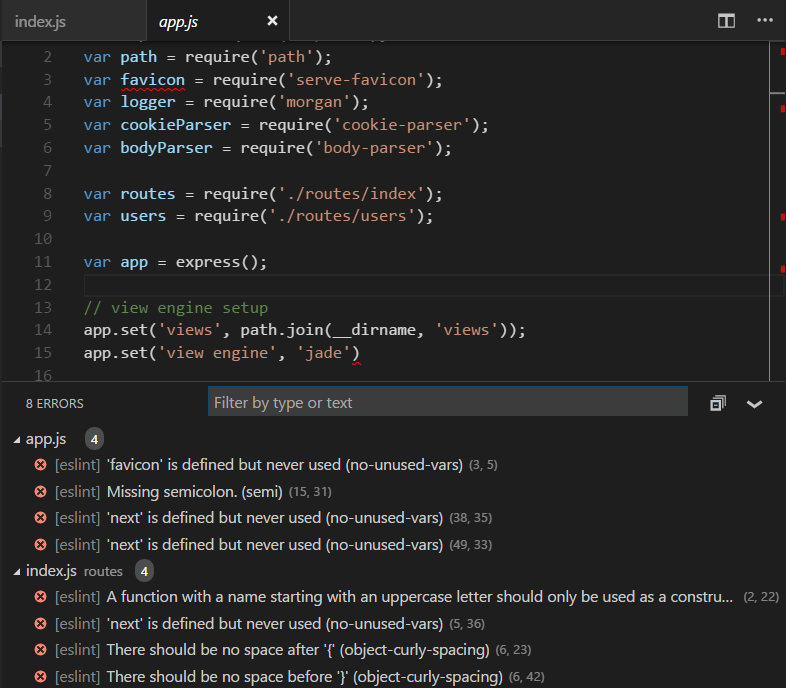 index.js
app.js
2 var path = require('path');
3 var favicon = require('serve-favicon');
4 var logger = require('morgan');
5 var cookieParser = require('cookie-parser');
6 var bodyParser = require('body-parser');
7
8 var routes = require('./routes/index');
9 var users = require('./routes/users');
10
11 var app = express();
12
13 // view engine setup
14 app.set('views', path.join(__dirname, 'views'));
15 app.set('view engine', 'jade')
16
8 ERRORS Filter by type or text
app.js 4
[eslint] 'favicon' is defined but never used (no-unused-vars) (3, 5)
[eslint] Missing semicolon. (semi) (15, 31)
[eslint] 'next' is defined but never used (no-unused-vars) (38, 35)
[eslint] 'next' is defined but never used (no-unused-vars) (49, 33)
index.js routes 4
[eslint] A function with a name starting with an uppercase letter should only be used as a constru... (2, 22)
[eslint] 'next' is defined but never used (no-unused-vars) (5, 36)
[eslint] There should be no space after '{' (object-curly-spacing) (6, 23)
[eslint] There should be no space before '}' (object-curly-spacing) (6, 42)